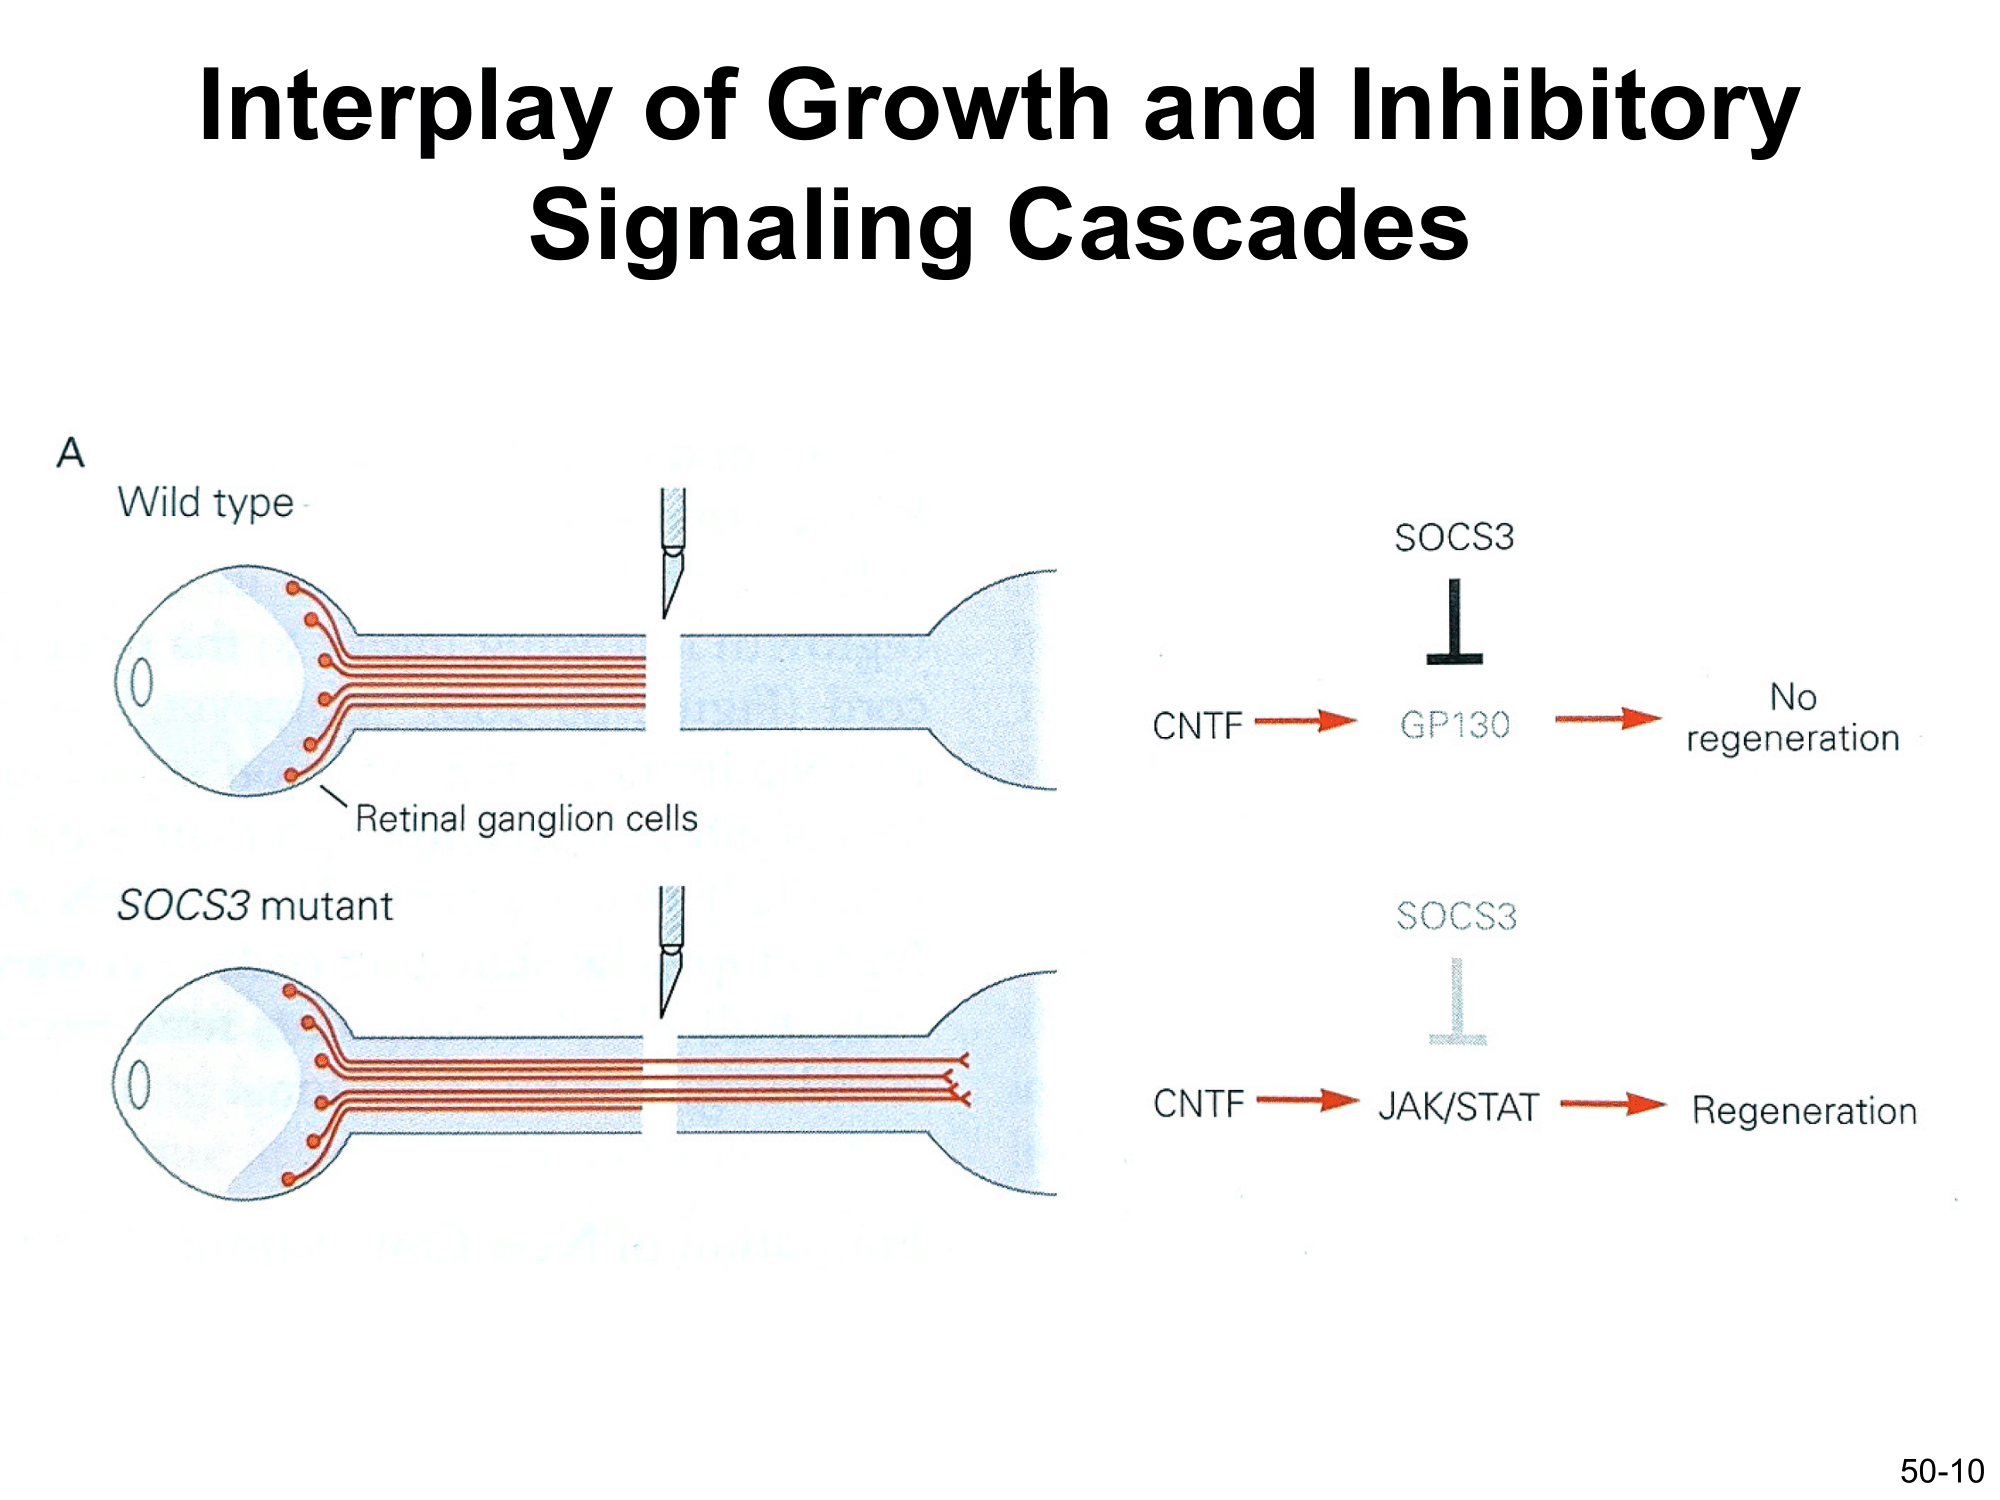 Interplay of Growth and Inhibitory
Signaling Cascades
A
Wild type
Retinal ganglion cells
SOCS3
CNTF
GP130
No
regeneration
SOCS3 mutant
SOCS3
CNTF
JAK/STAT
Regeneration
50-10